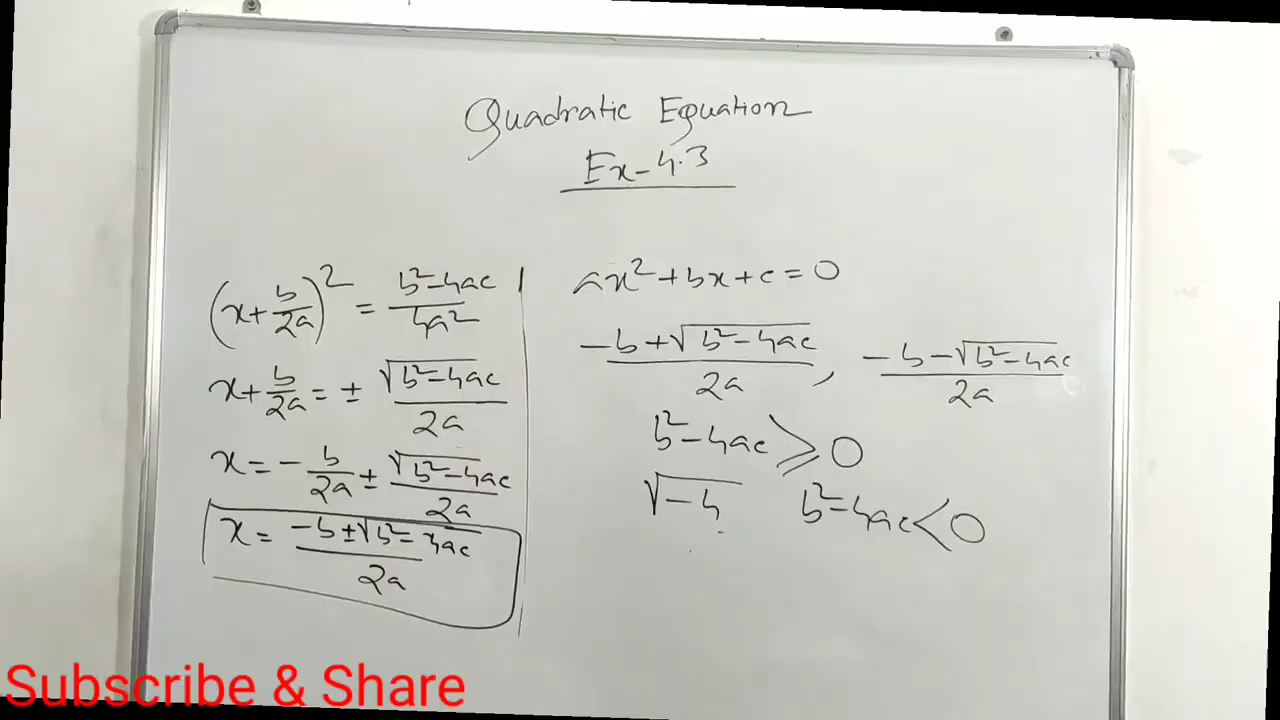 Quadratic Equation
Ex-4.3
(x + b/2a)² = b²-4ac/4a²
x + b/2a = ± √b²-4ac/2a
x = - b/2a ± √b²-4ac/2a
x = -b±√b²-4ac/2a
ax² + bx + c = 0
-b+√b²-4ac/2a , -b-√b²-4ac/2a
b²-4ac ≥ 0
√-4 b²-4ac < 0
Subscribe & Share